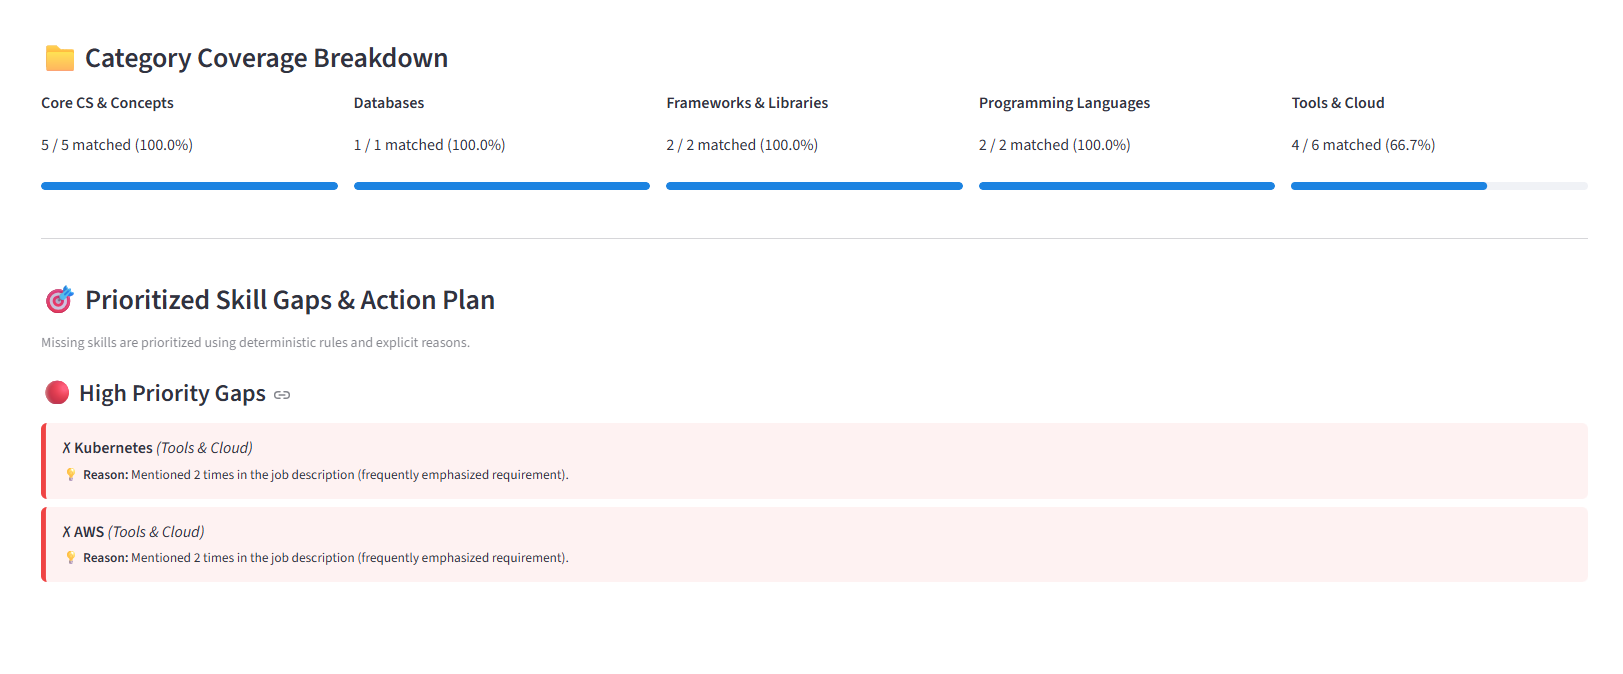 Category Coverage Breakdown
Core CS & Concepts
5 / 5 matched (100.0%)
Databases
1 / 1 matched (100.0%)
Frameworks & Libraries
2 / 2 matched (100.0%)
Programming Languages
2 / 2 matched (100.0%)
Tools & Cloud
4 / 6 matched (66.7%)
Prioritized Skill Gaps & Action Plan
Missing skills are prioritized using deterministic rules and explicit reasons.
High Priority Gaps
✗ Kubernetes (Tools & Cloud)
Reason: Mentioned 2 times in the job description (frequently emphasized requirement).
✗ AWS (Tools & Cloud)
Reason: Mentioned 2 times in the job description (frequently emphasized requirement).